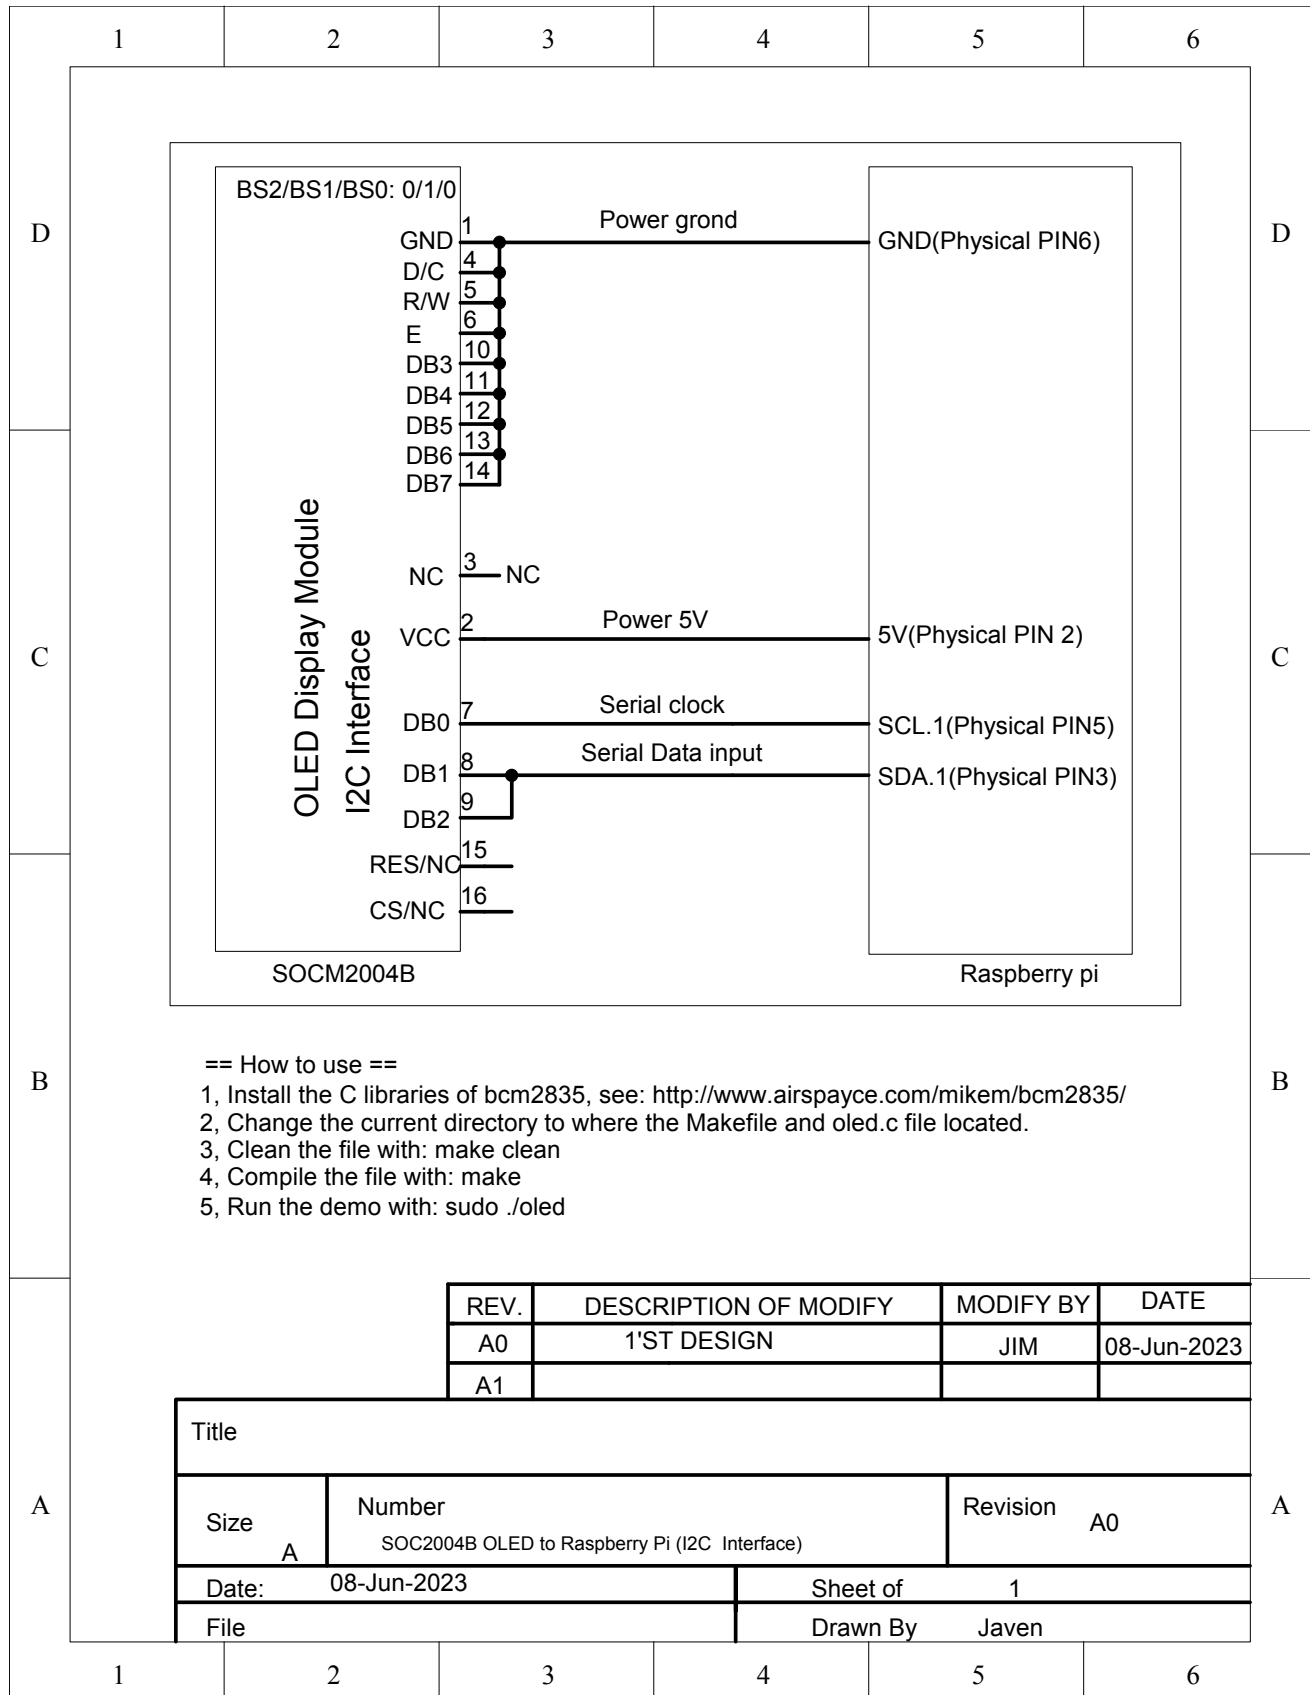 1 2 3 4 5 6
D D
C C
B B
A A
BS2/BS1/BS0: 0/1/0
GND 1 Power grond GND(Physical PIN6)
D/C 4
R/W 5
E 6
DB3 10
DB4 11
DB5 12
DB6 13
DB7 14
OLED Display Module
I2C Interface
NC 3 NC
VCC 2 Power 5V 5V(Physical PIN 2)
DB0 7 Serial clock SCL.1(Physical PIN5)
DB1 8 Serial Data input SDA.1(Physical PIN3)
DB2 9
RES/NC 15
CS/NC 16
SOCM2004B Raspberry pi
== How to use ==
1, Install the C libraries of bcm2835, see: http://www.airspayce.com/mikem/bcm2835/
2, Change the current directory to where the Makefile and oled.c file located.
3, Clean the file with: make clean
4, Compile the file with: make
5, Run the demo with: sudo ./oled
REV. DESCRIPTION OF MODIFY MODIFY BY DATE
A0 1'ST DESIGN JIM 08-Jun-2023
A1
Title
Size A Number Revision A0
SOC2004B OLED to Raspberry Pi (I2C Interface)
Date: 08-Jun-2023 Sheet of 1
File Drawn By Javen
1 2 3 4 5 6